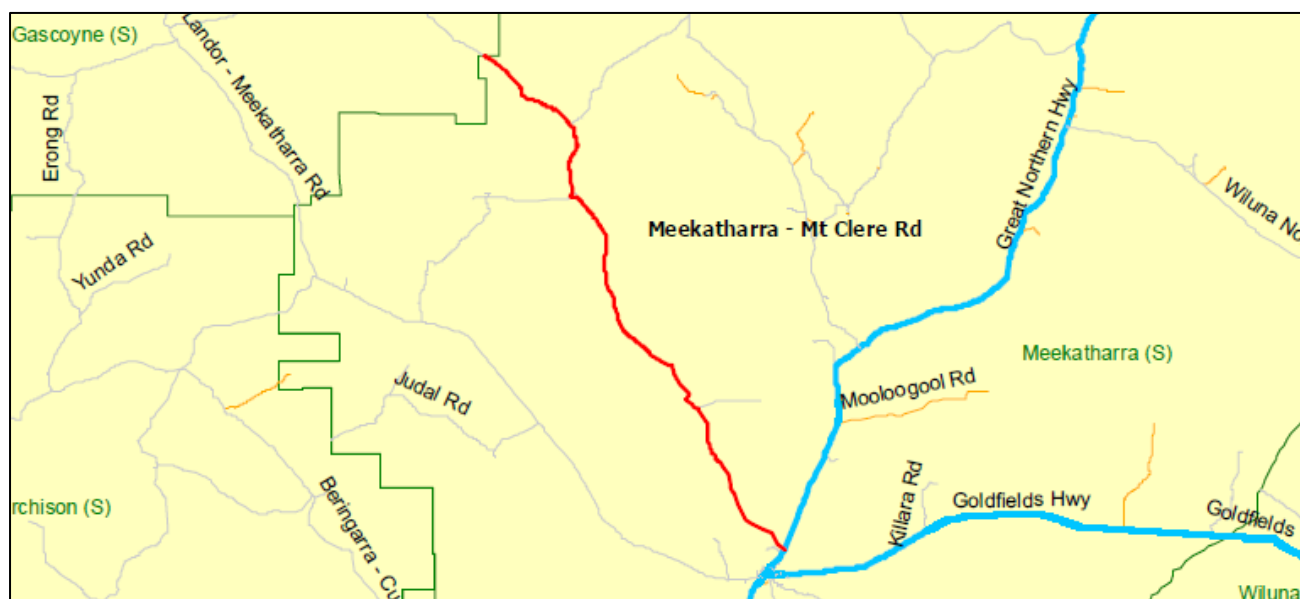 Gascoyne (S)
Landor - Meekatharra Rd
Erong Rd
Great Northern Hwy
Wiluna No
Meekatharra - Mt Clere Rd
Yunda Rd
Meekatharra (S)
Judal Rd
Mooloogool Rd
Killara Rd
Goldfields Hwy
Goldfields
rchison (S)
Beringarra - Cu
Wiluna